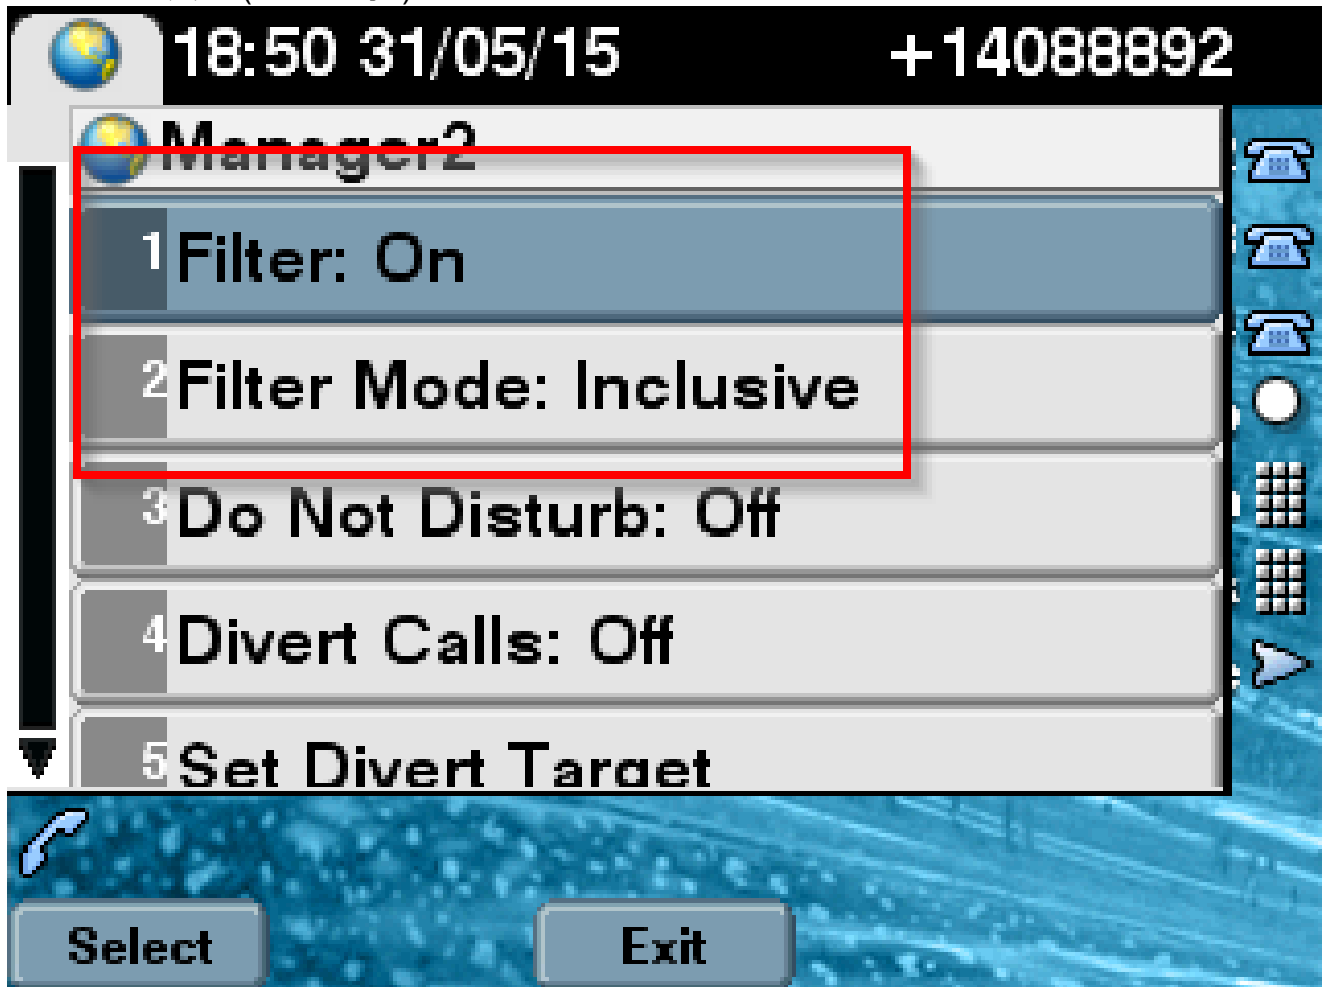 18:50 31/05/15 +14088892
Manager2
1 Filter: On
2 Filter Mode: Inclusive
3 Do Not Disturb: Off
4 Divert Calls: Off
5 Set Divert Target
Select Exit